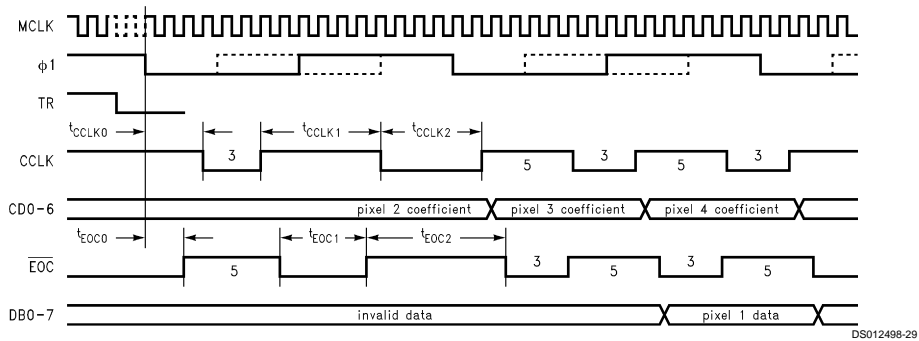 MCLK
ϕ1
TR
tCCLK0 tCCLK1 tCCLK2
CCLK 3 5 3 5 3
CD0-6 pixel 2 coefficient pixel 3 coefficient pixel 4 coefficient
tEOC0 tEOC1 tEOC2
EOC 5 3 5 3 5
DB0-7 invalid data pixel 1 data
DS012498-29